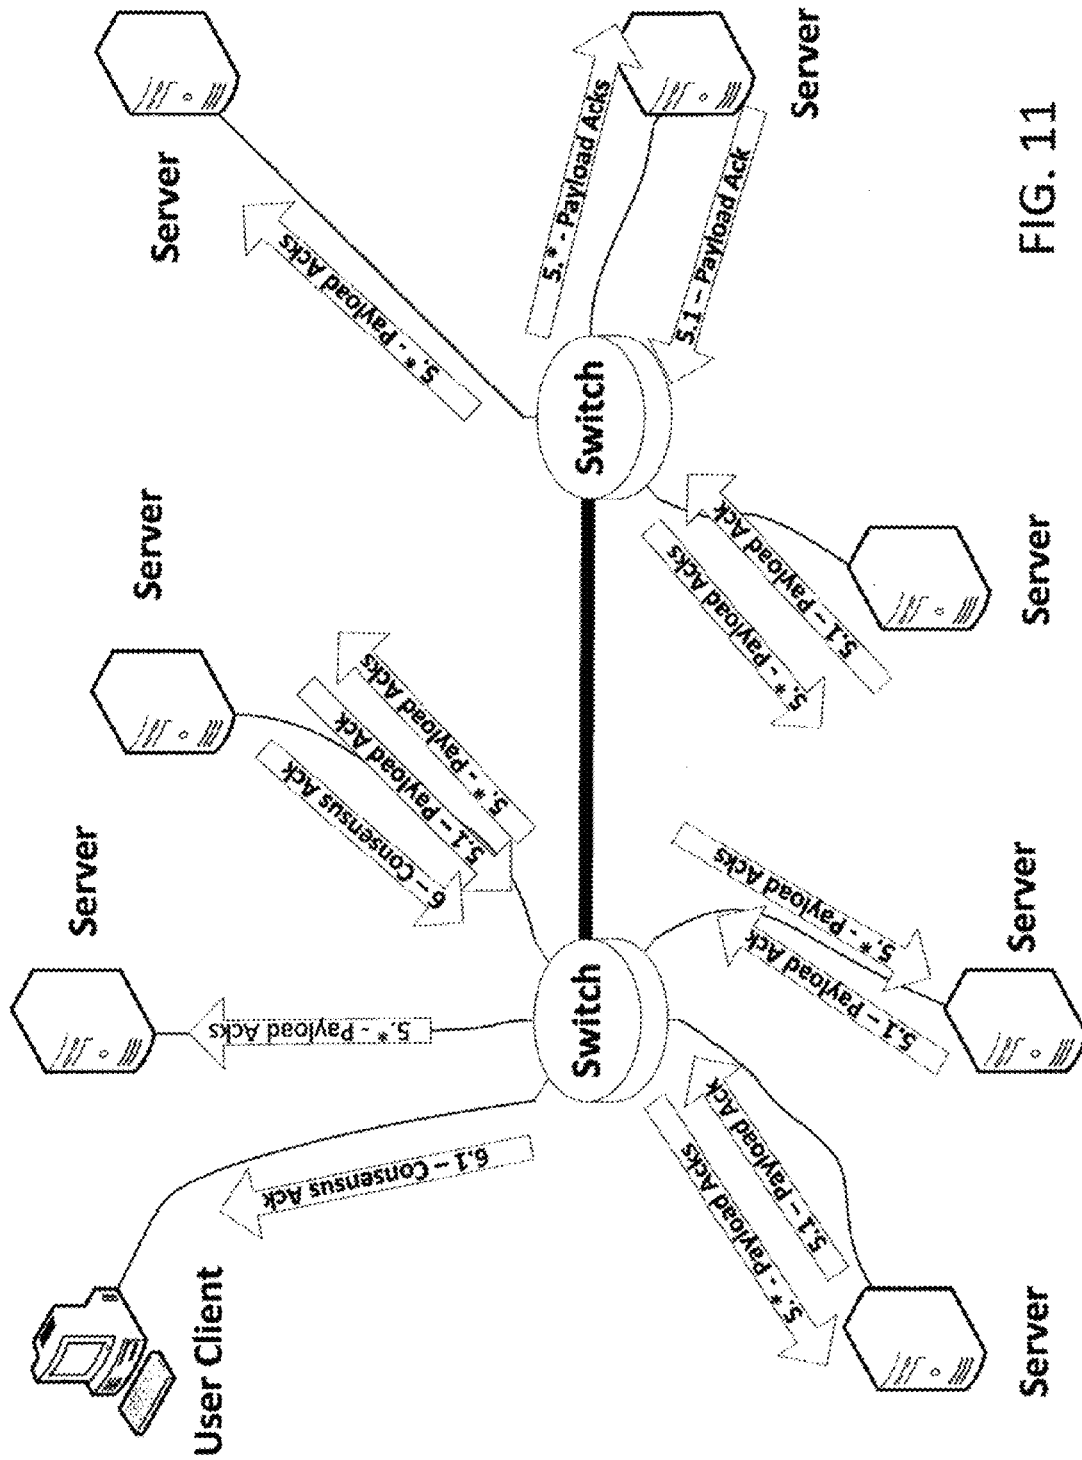 Server
Server
Server
User Client
6.1 – Consensus Ack
5.* - Payload Acks
6 – Consensus Ack
5.1 – Payload Ack
5.* - Payload Acks
5.* - Payload Acks
5.* - Payload Acks
Switch
Switch
5.1 – Payload Ack
Server
5.* - Payload Acks
5.1 – Payload Ack
5.* - Payload Acks
5.1 – Payload Ack
5.* - Payload Acks
5.1 – Payload Ack
Server
Server
Server
FIG. 11